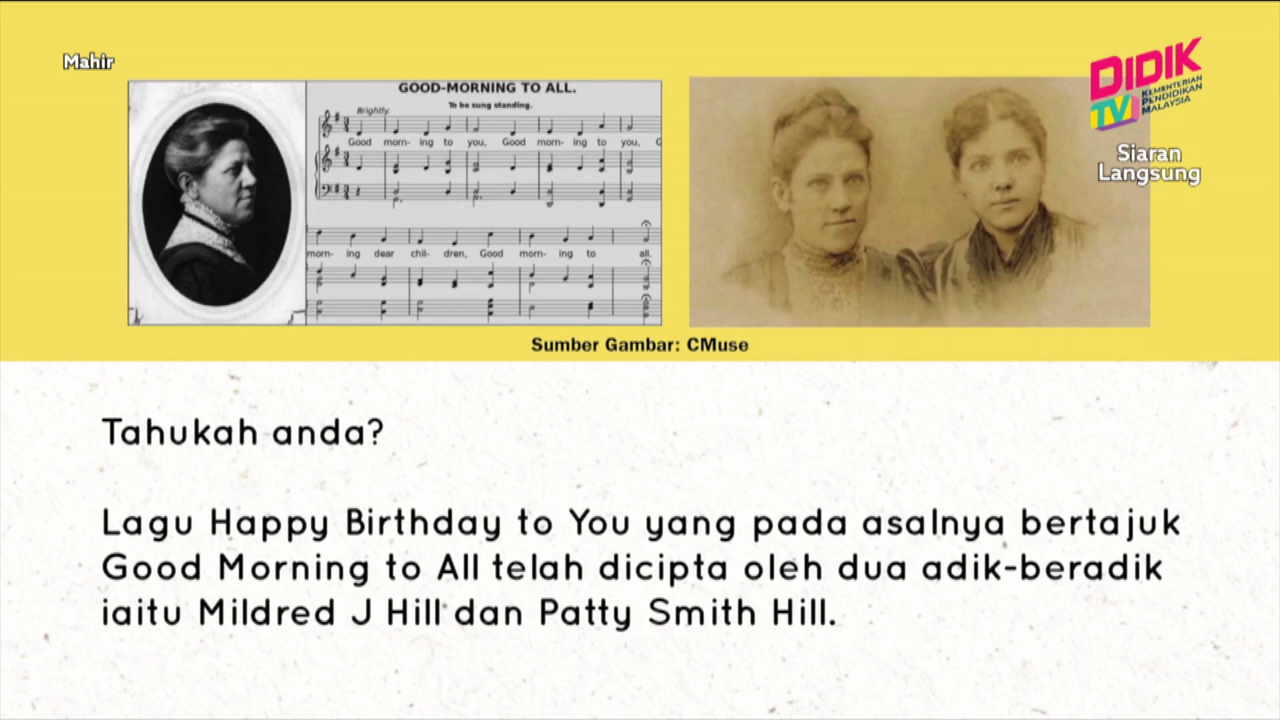 Mahir
DIDIK
TV
KEMENTERIAN
PENDIDIKAN
MALAYSIA
Siaran
Langsung
GOOD-MORNING TO ALL.
To be sung standing.
Brightly.
Good morn- ing to you, Good morn- ing to you, G
morn- ing dear chil- dren, Good morn- ing to all.
Sumber Gambar: CMuse
Tahukah anda?
Lagu Happy Birthday to You yang pada asalnya bertajuk
Good Morning to All telah dicipta oleh dua adik-beradik
iaitu Mildred J Hill dan Patty Smith Hill.